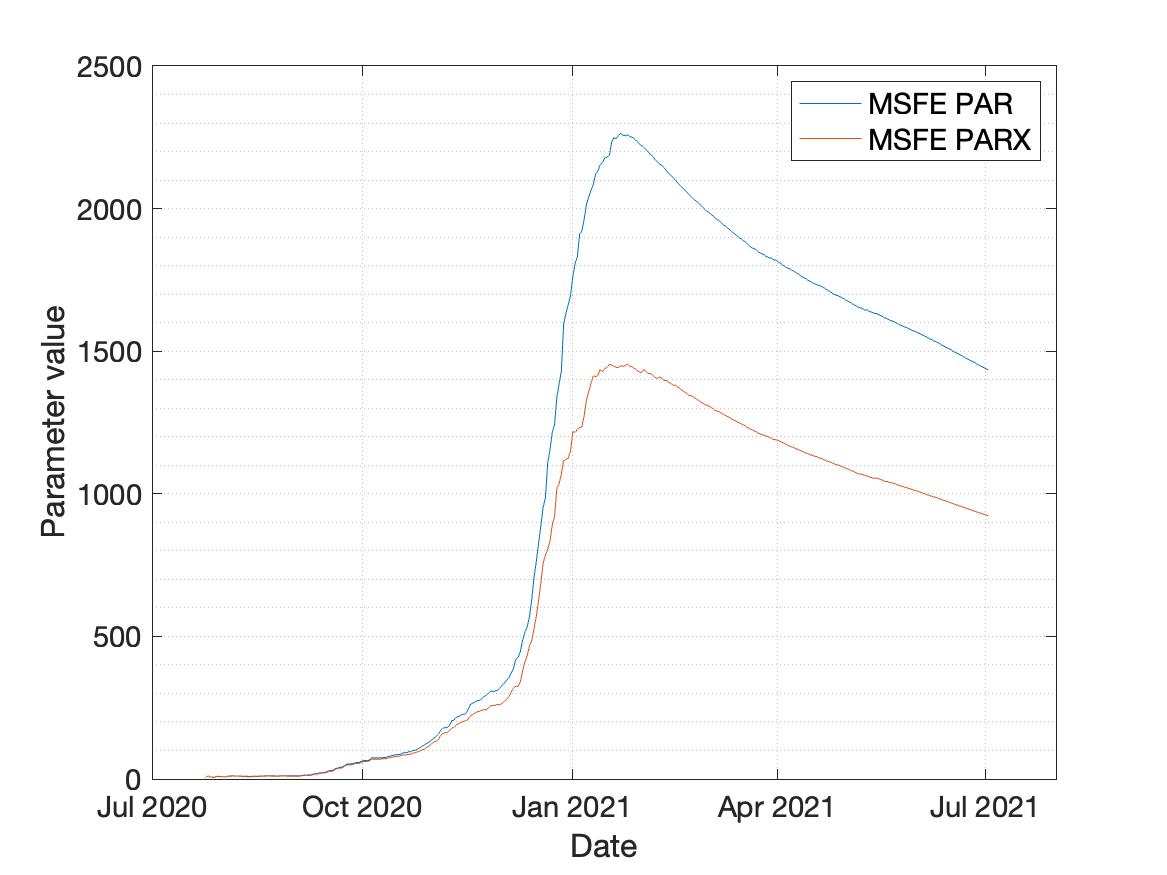 2500
2000
1500
1000
500
0
Parameter value
MSFE PAR
MSFE PARX
Jul 2020
Oct 2020
Jan 2021
Apr 2021
Jul 2021
Date